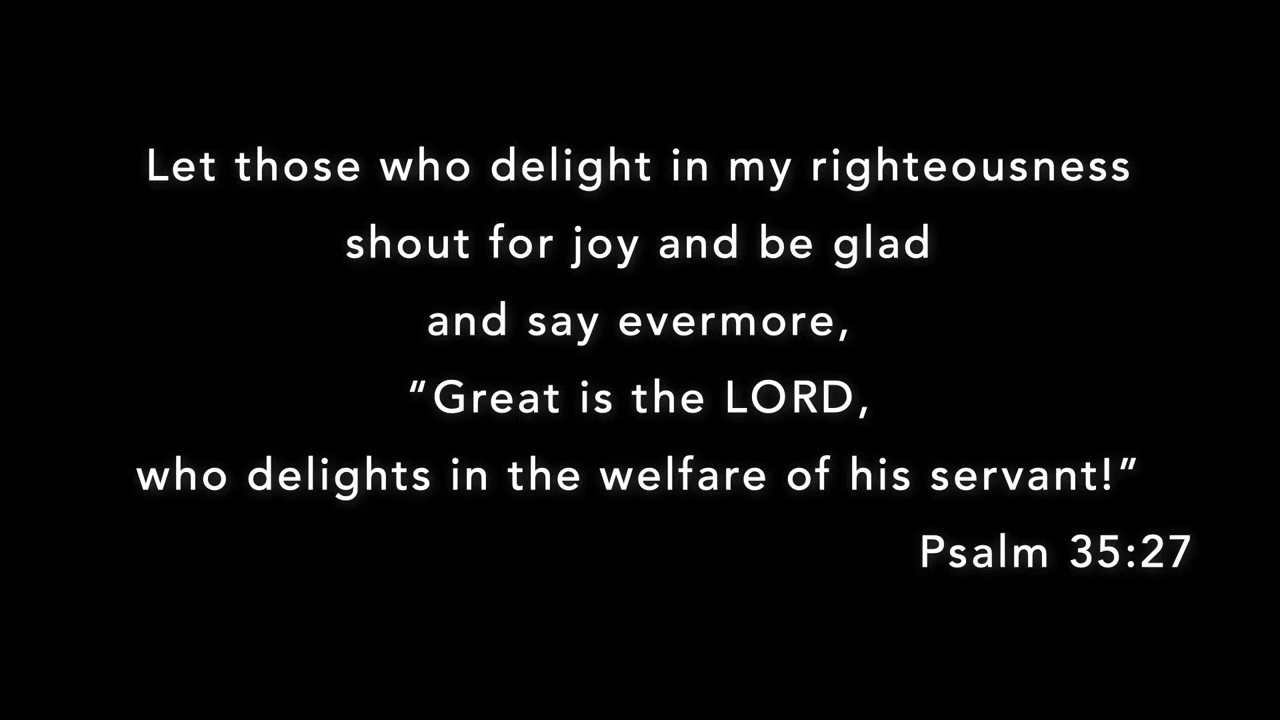 Let those who delight in my righteousness
shout for joy and be glad
and say evermore,
“Great is the LORD,
who delights in the welfare of his servant!”
Psalm 35:27